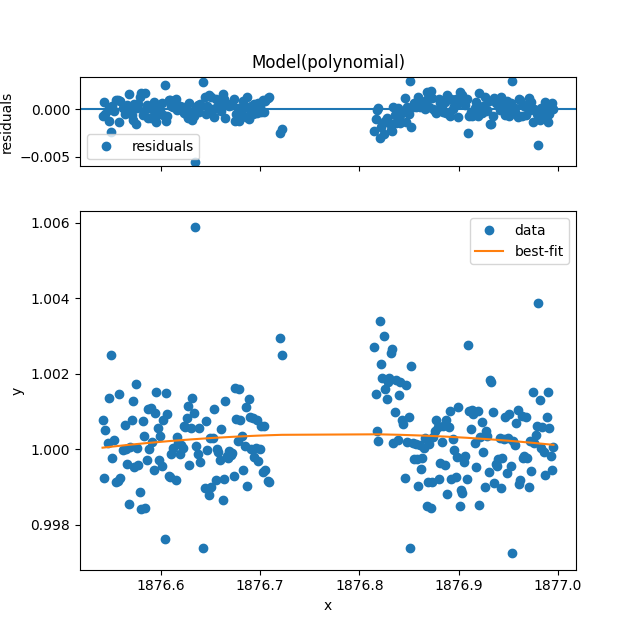 Model(polynomial)
0.000
−0.005
residuals
residuals
1.006
1.004
1.002
1.000
0.998
y
data
best-fit
1876.6
1876.7
1876.8
1876.9
1877.0
x